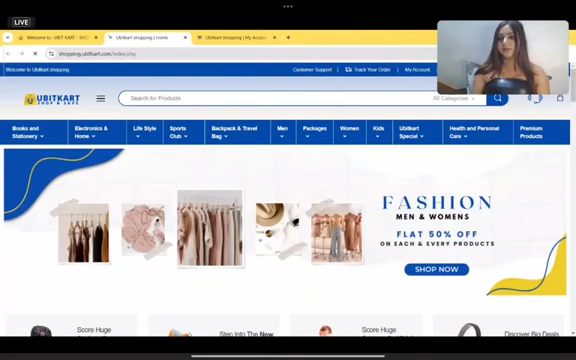 LIVE
Welcome to - UBIT KART - SH
Ubitkart shopping | Home
Ubitkart shopping | My Accou
shopping.ubitkart.com/index.php
Welcome to Ubitkart shopping
Customer Support
Track Your Order
My Account
UBITKART
SHOP & SAVE
Search for Products
All Categories
Books and
Stationery
Electronics &
Home
Life Style
Sports
Club
Backpack & Travel
Bag
Men
Packages
Women
Kids
Ubitkart
Special
Health and Personal
Care
Premium
Products
FASHION
MEN & WOMENS
FLAT 50% OFF
ON EACH & EVERY PRODUCTS
SHOP NOW
Score Huge
Step Into The New
Score Huge
Discover Big Deals